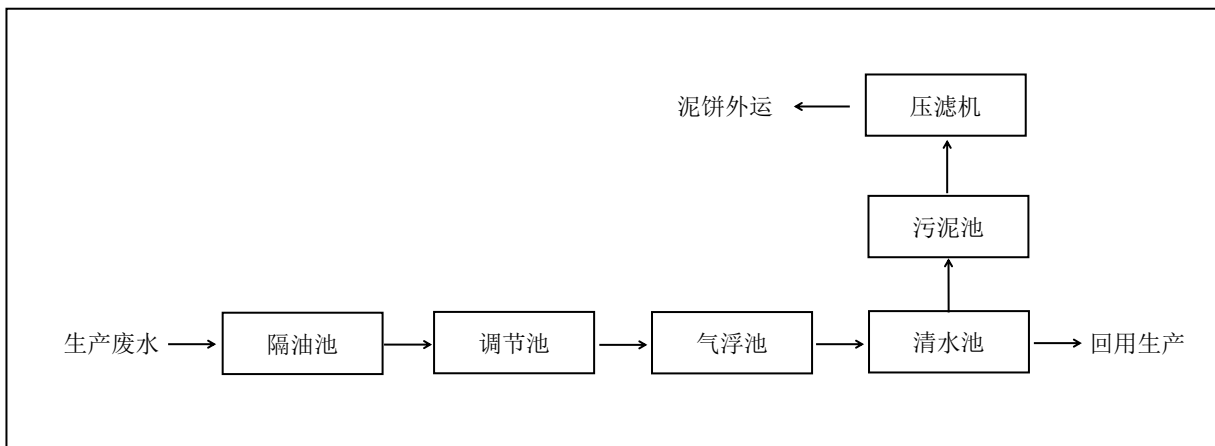 泥饼外运
压滤机
污泥池
生产废水
隔油池
调节池
气浮池
清水池
回用生产